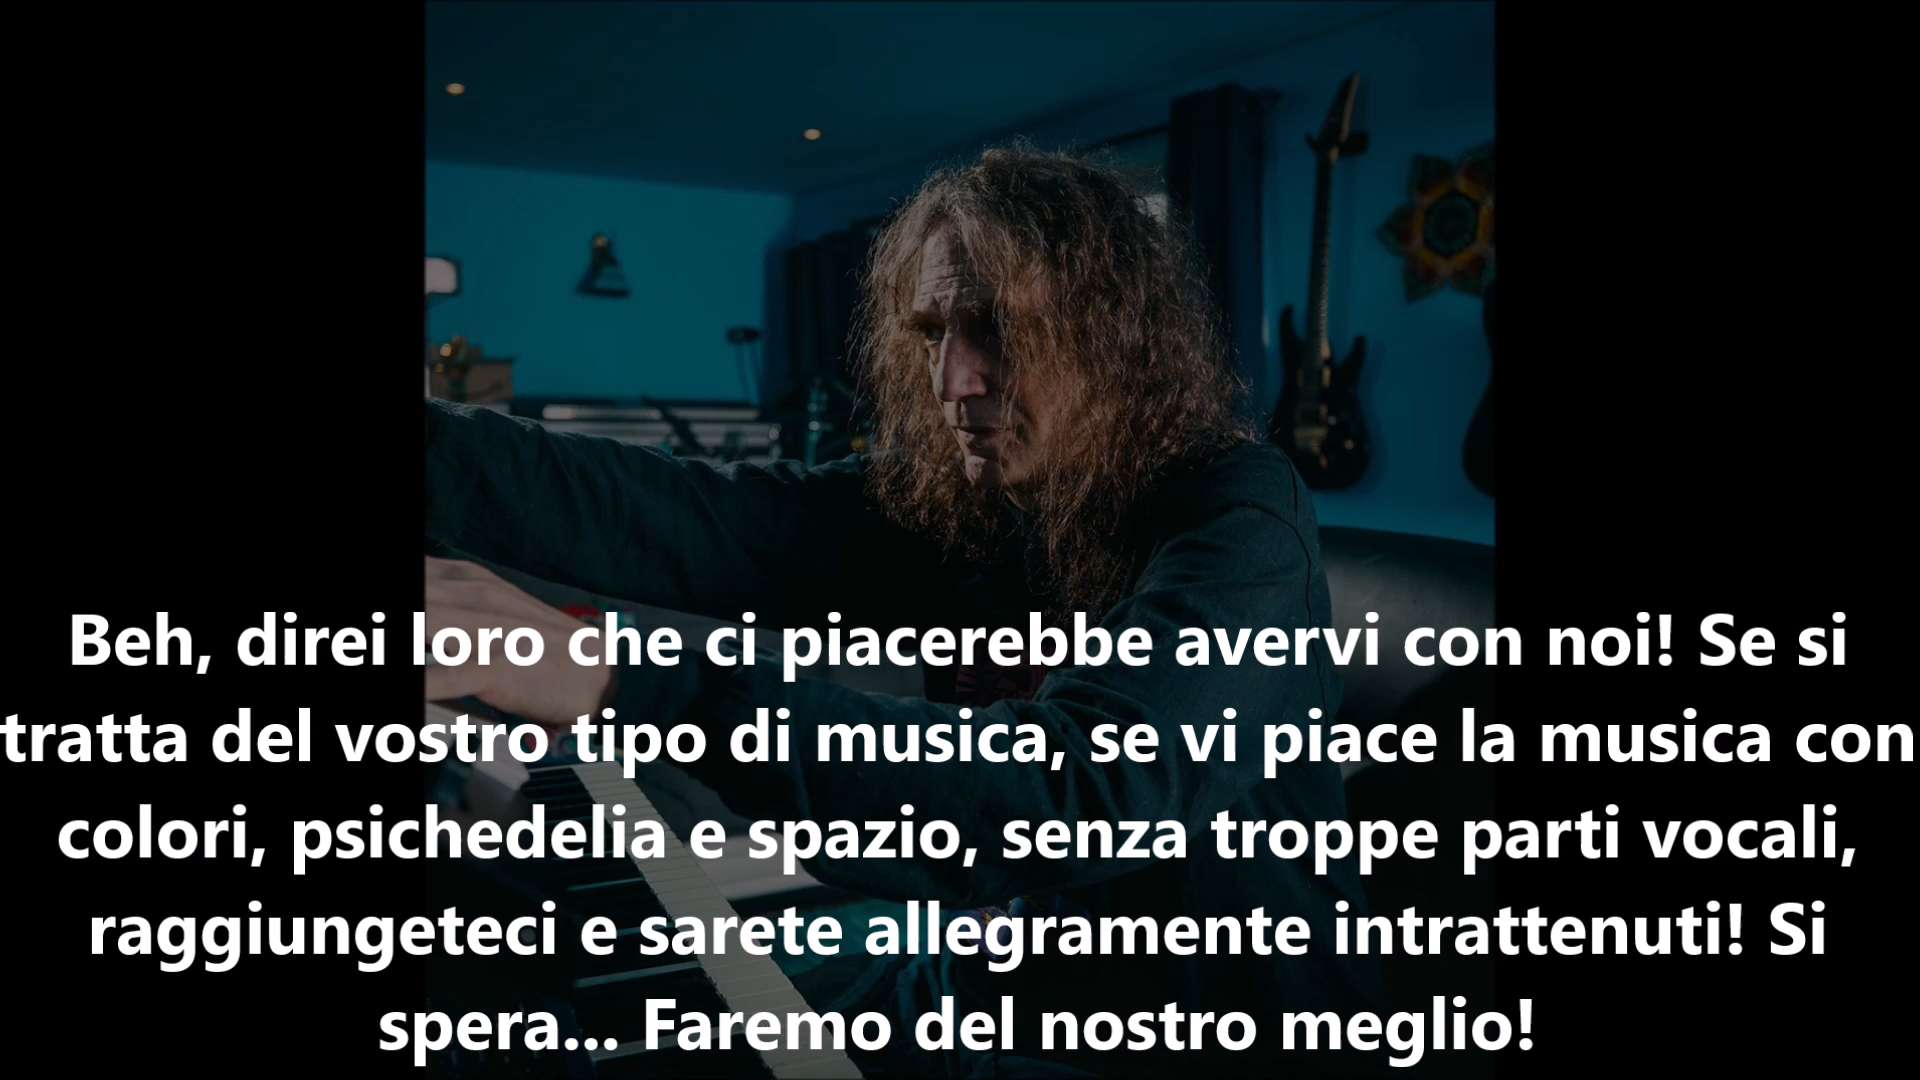 Beh, direi loro che ci piacerebbe avervi con noi! Se si
tratta del vostro tipo di musica, se vi piace la musica con
colori, psichedelia e spazio, senza troppe parti vocali,
raggiungeteci e sarete allegramente intrattenuti! Si
spera... Faremo del nostro meglio!